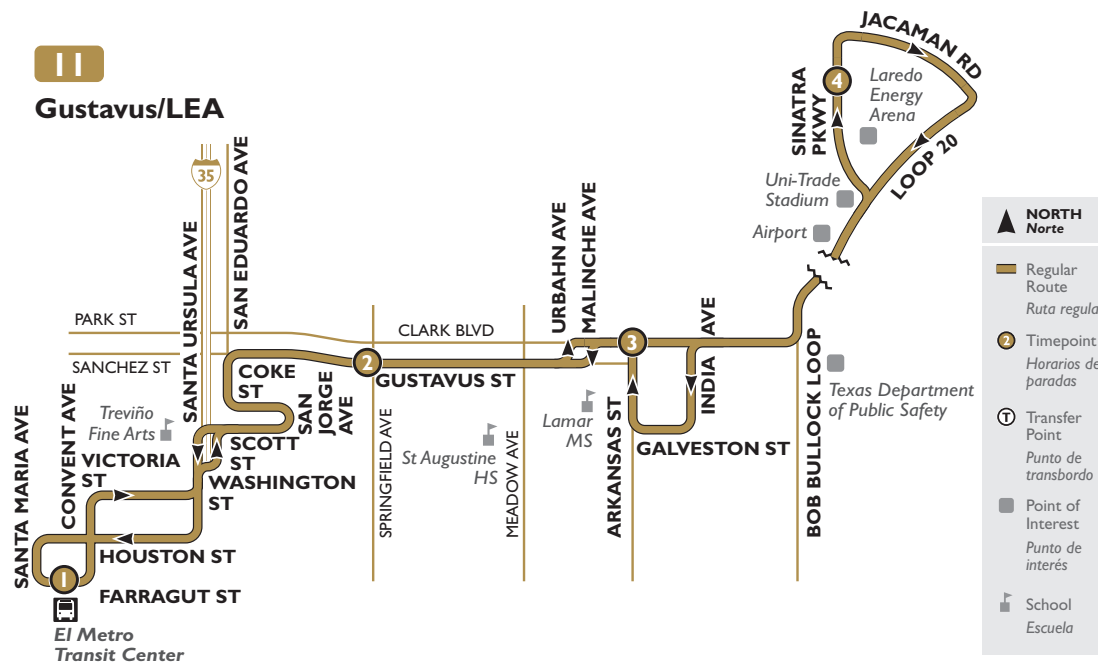 11
Gustavus/LEA
35
SANTA URSULA AVE
SAN EDUARDO AVE
PARK ST
SANCHEZ ST
CLARK BLVD
COKE
ST
SAN
JORGE
AVE
2
GUSTAVUS ST
SPRINGFIELD AVE
St Augustine
HS
MEADOW AVE
URBAHN AVE
MALINCHE AVE
Lamar
MS
3
ARKANSAS ST
INDIA AVE
GALVESTON ST
BOB BULLOCK LOOP
Texas Department
of Public Safety
Airport
Uni-Trade
Stadium
SINATRA
PKWY
4
Laredo
Energy
Arena
JACAMAN RD
LOOP 20
Treviño
Fine Arts
SCOTT
ST
WASHINGTON
ST
VICTORIA
ST
CONVENT AVE
SANTA MARIA AVE
HOUSTON ST
1
FARRAGUT ST
El Metro
Transit Center
NORTH
Norte
Regular
Route
Ruta regula
2
Timepoint
Horarios de
paradas
T
Transfer
Point
Punto de
transbordo
Point of
Interest
Punto de
interés
School
Escuela